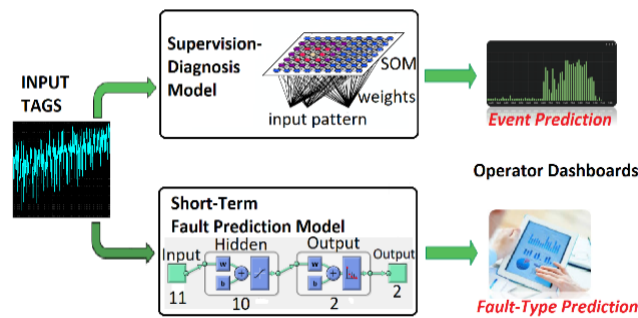 INPUT
TAGS
Supervision-
Diagnosis
Model
SOM
weights
input pattern
Event Prediction
Operator Dashboards
Short-Term
Fault Prediction Model
Input
Hidden
Output
Output
w
b
w
b
11
10
2
2
Fault-Type Prediction